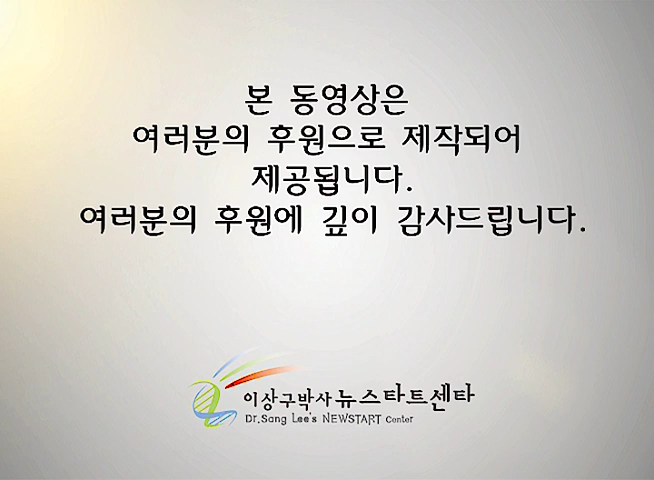 본 동영상은
여러분의 후원으로 제작되어
제공됩니다.
여러분의 후원에 깊이 감사드립니다.
이상구박사 뉴스타트센타
Dr.Sang Lee's NEWSTART Center